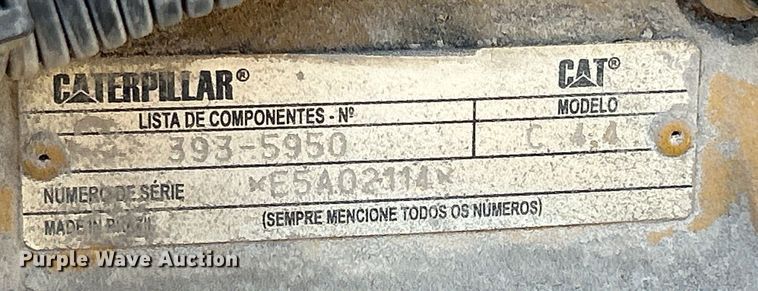 CATERPILLAR® CAT®
LISTA DE COMPONENTES - Nº MODELO
393-5950 C 4,4
NUMERO DE SÉRIE *E5A02114*
MADE IN BRAZIL (SEMPRE MENCIONE TODOS OS NÚMEROS)
Purple Wave Auction